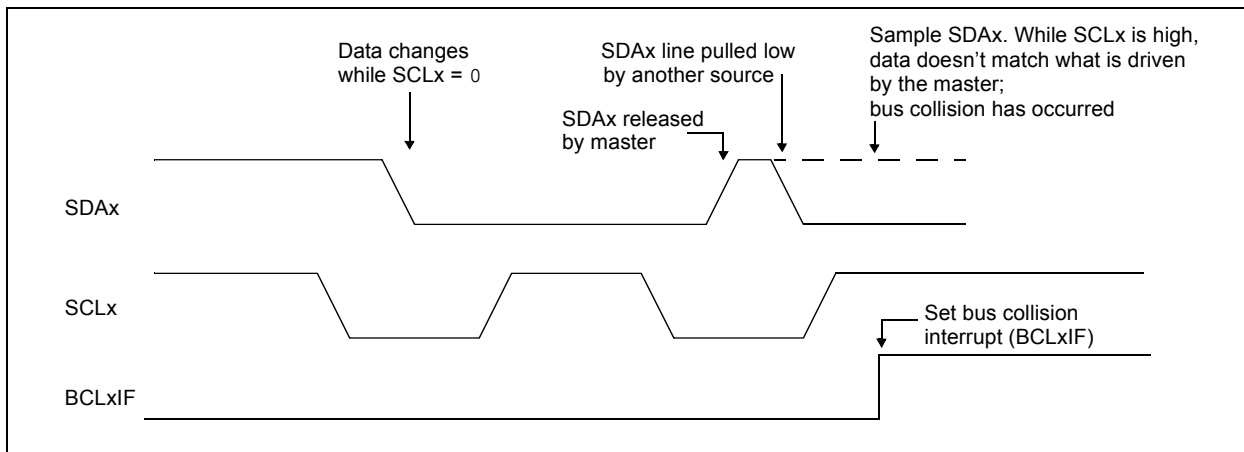 Data changes
while SCLx = 0
SDAx line pulled low
by another source
Sample SDAx. While SCLx is high,
data doesn’t match what is driven
by the master;
bus collision has occurred
SDAx released
by master
SDAx
SCLx
Set bus collision
interrupt (BCLxIF)
BCLxIF